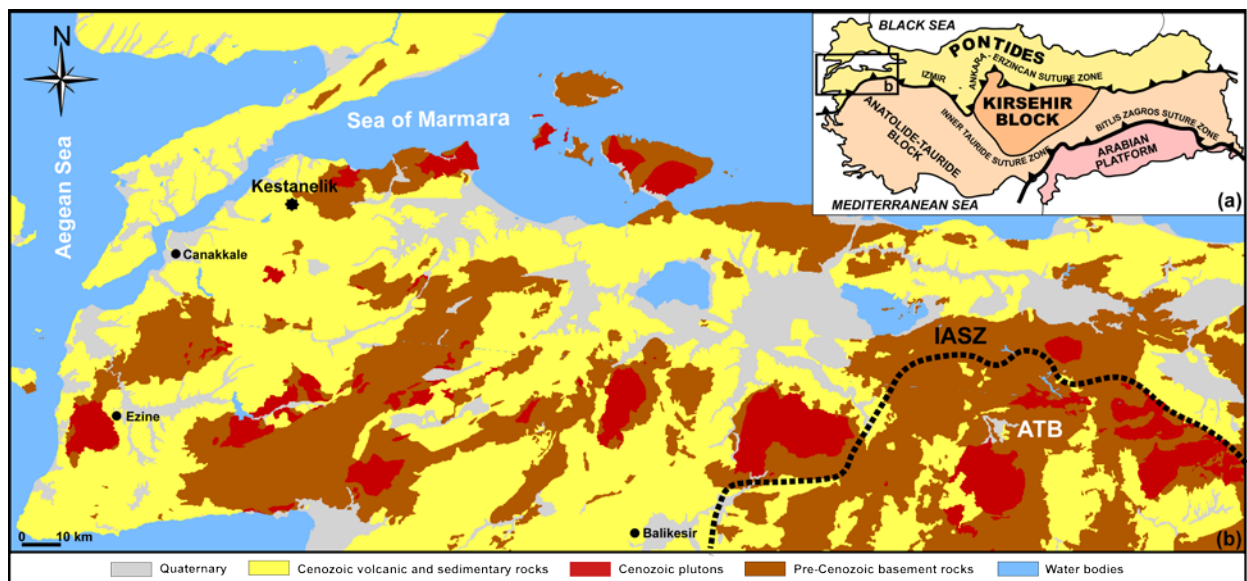 N
Aegean Sea
Sea of Marmara
Kestanelik
Canakkale
Ezine
Balikesir
IASZ
ATB
10 km
(b)
BLACK SEA
PONTIDES
IZMIR
ANKARA - ERZINCAN SUTURE ZONE
b
KIRSEHIR
BLOCK
ANATOLIDE-TAURIDE
BLOCK
INNER TAURIDE SUTURE ZONE
BITLIS ZAGROS SUTURE ZONE
ARABIAN
PLATFORM
MEDITERRANEAN SEA
(a)
0
Quaternary
Cenozoic volcanic and sedimentary rocks
Cenozoic plutons
Pre-Cenozoic basement rocks
Water bodies